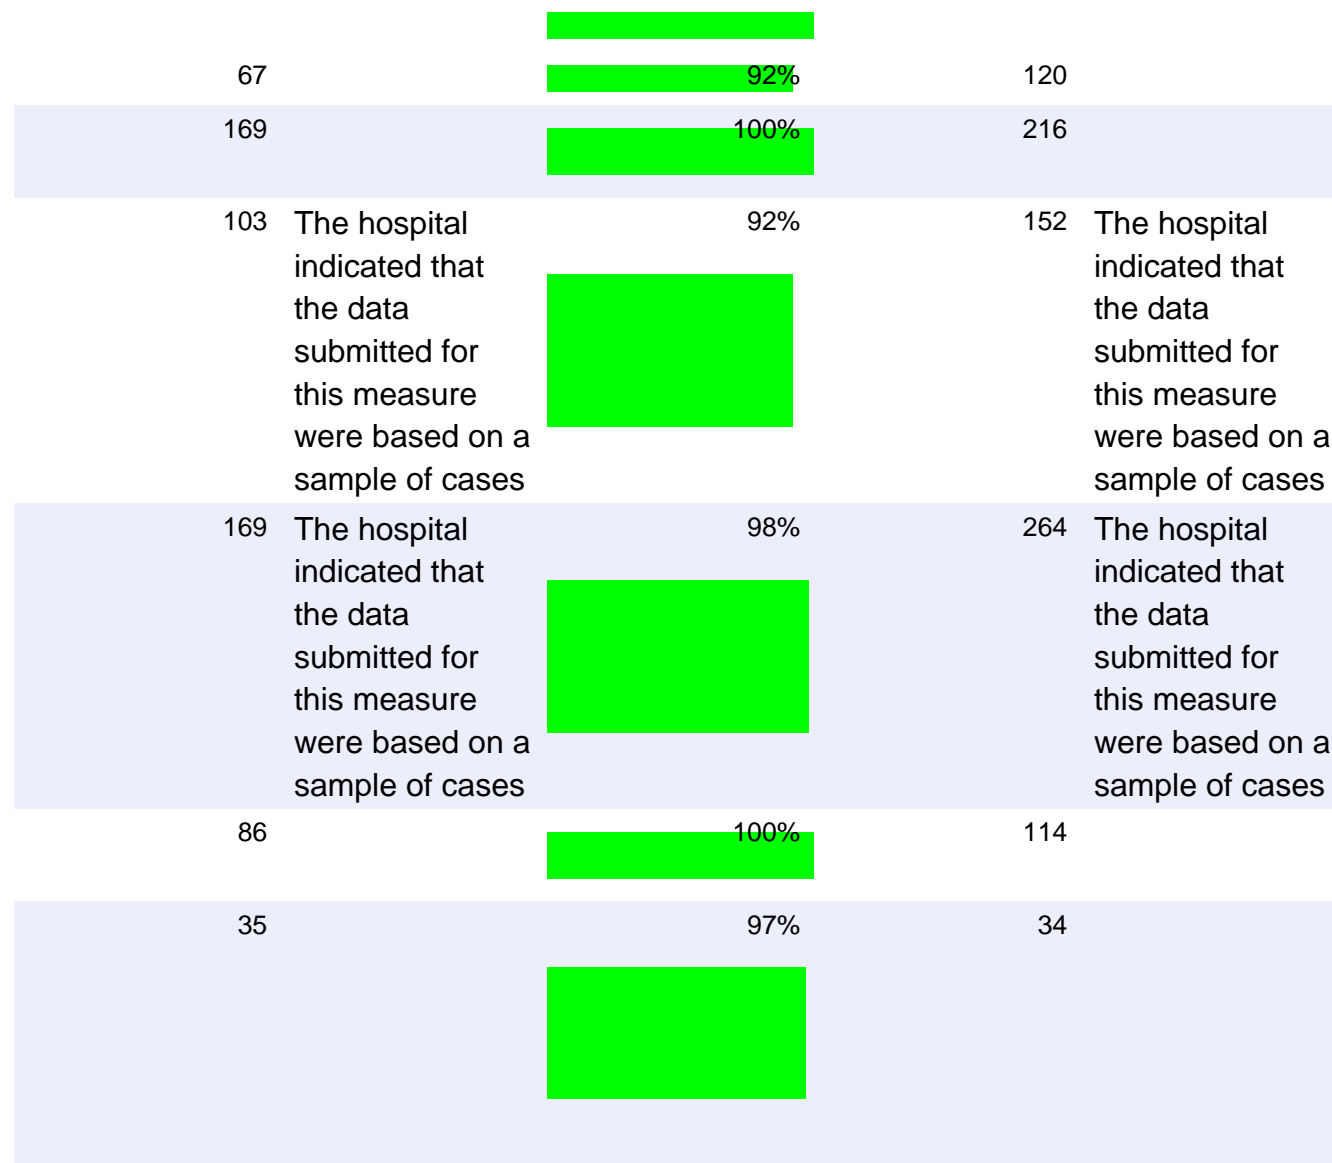 67 92% 120
169 100% 216
103 The hospital 92% 152 The hospital
indicated that indicated that
the data the data
submitted for submitted for
this measure this measure
were based on a were based on a
sample of cases sample of cases
169 The hospital 98% 264 The hospital
indicated that indicated that
the data the data
submitted for submitted for
this measure this measure
were based on a were based on a
sample of cases sample of cases
86 100% 114
35 97% 34